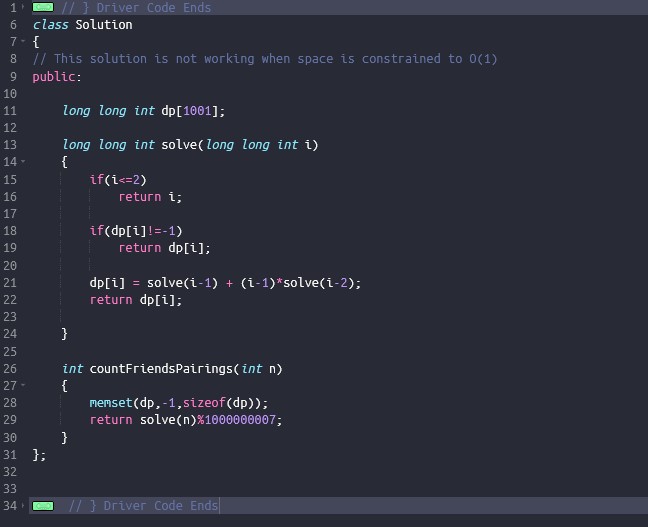 1 // } Driver Code Ends
6 class Solution
7 {
8 // This solution is not working when space is constrained to O(1)
9 public:
10
11 long long int dp[1001];
12
13 long long int solve(long long int i)
14 {
15 if(i<=2)
16 return i;
17
18 if(dp[i]!=-1)
19 return dp[i];
20
21 dp[i] = solve(i-1) + (i-1)*solve(i-2);
22 return dp[i];
23
24 }
25
26 int countFriendsPairings(int n)
27 {
28 memset(dp,-1,sizeof(dp));
29 return solve(n)%1000000007;
30 }
31 };
32
33
34 // } Driver Code Ends